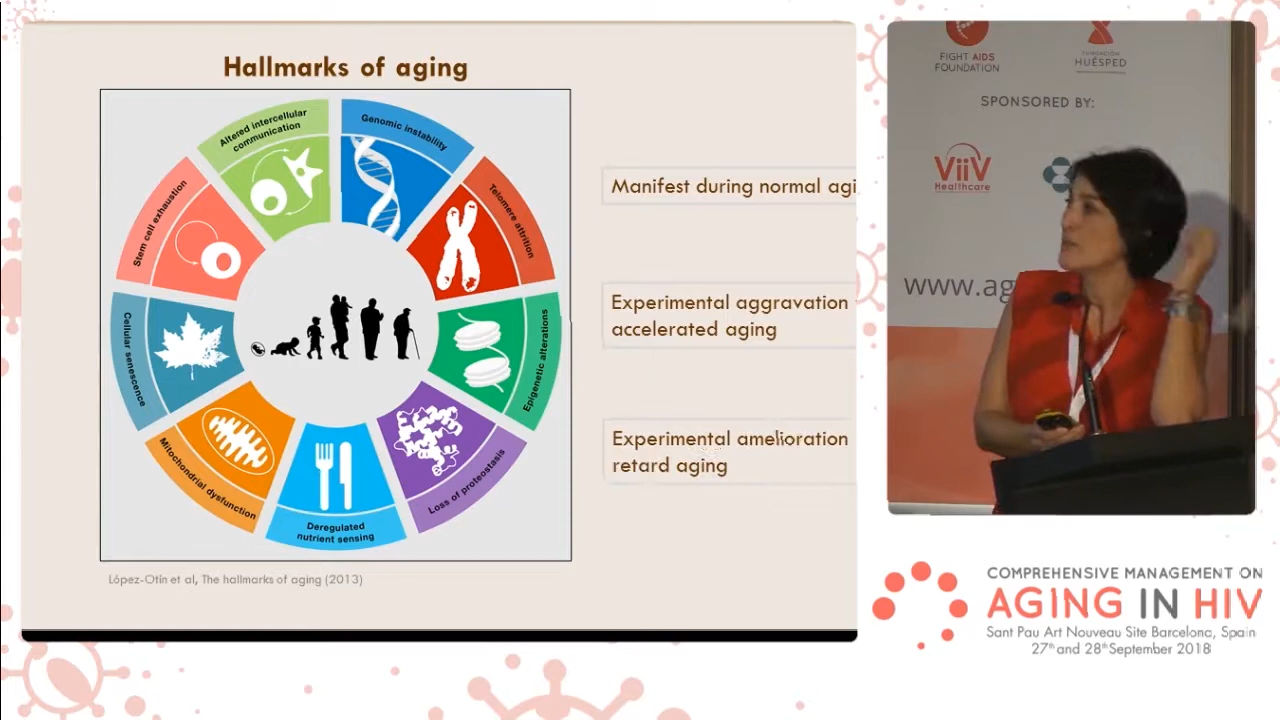 Hallmarks of aging
Altered intercellular
communication
Genomic instability
Telomere attrition
Epigenetic alterations
Loss of proteostasis
Deregulated
nutrient sensing
Mitochondrial dysfunction
Cellular senescence
Stem cell exhaustion
Manifest during normal agi
Experimental aggravation
accelerated aging
Experimental amelioration
retard aging
López-Otín et al, The hallmarks of aging (2013)
FIGHT AIDS
FOUNDATION
FUNDACIÓN
HUÉSPED
SPONSORED BY:
ViiV
Healthcare
www.ag
COMPREHENSIVE MANAGEMENT ON
AGING IN HIV
Sant Pau Art Nouveau Site Barcelona, Spain
27th and 28th September 2018